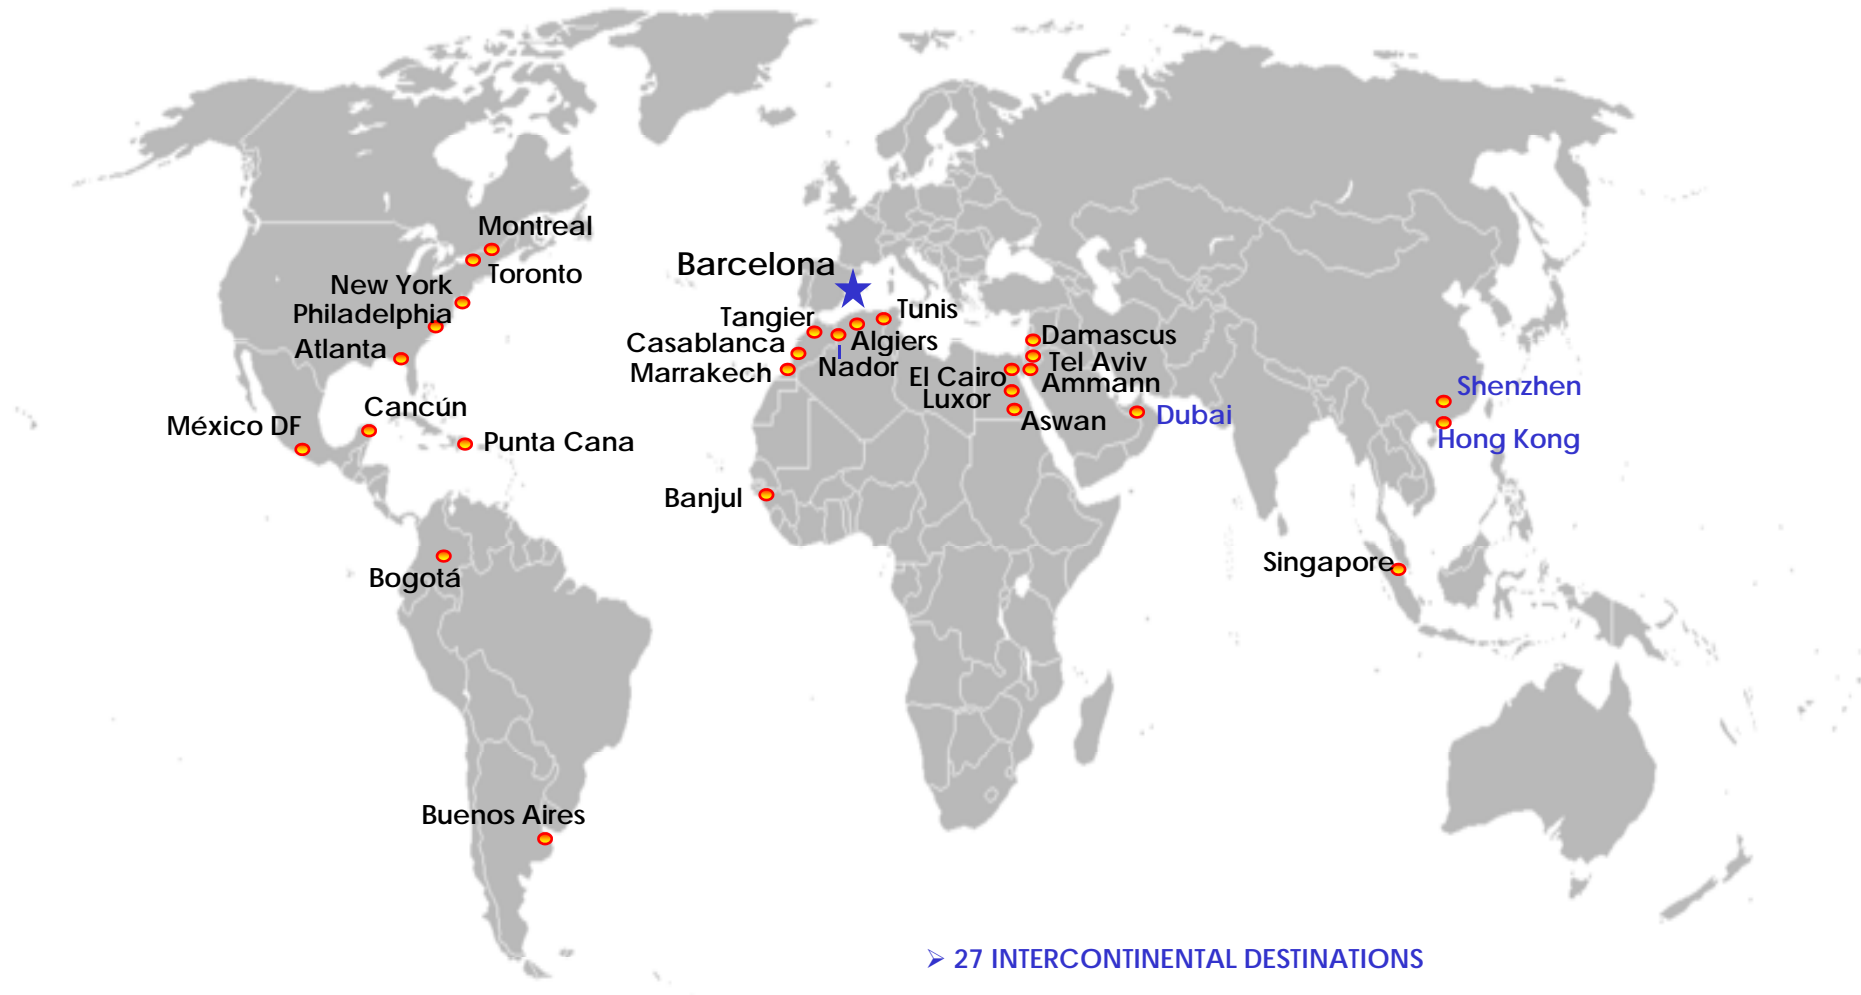 Montreal
Toronto
New York
Philadelphia
Atlanta
Cancún
México DF
Punta Cana
Bogotá
Buenos Aires
Barcelona
Tangier
Tunis
Casablanca
Algiers
Marrakech
Nador
Damascus
Tel Aviv
El Cairo
Ammann
Luxor
Aswan
Dubai
Banjul
Shenzhen
Hong Kong
Singapore
➢ 27 INTERCONTINENTAL DESTINATIONS